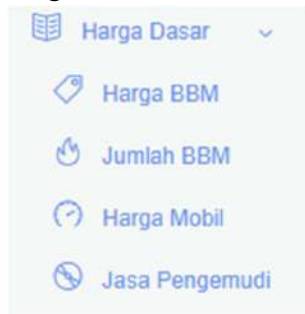 Harga Dasar
Harga BBM
Jumlah BBM
Harga Mobil
Jasa Pengemudi